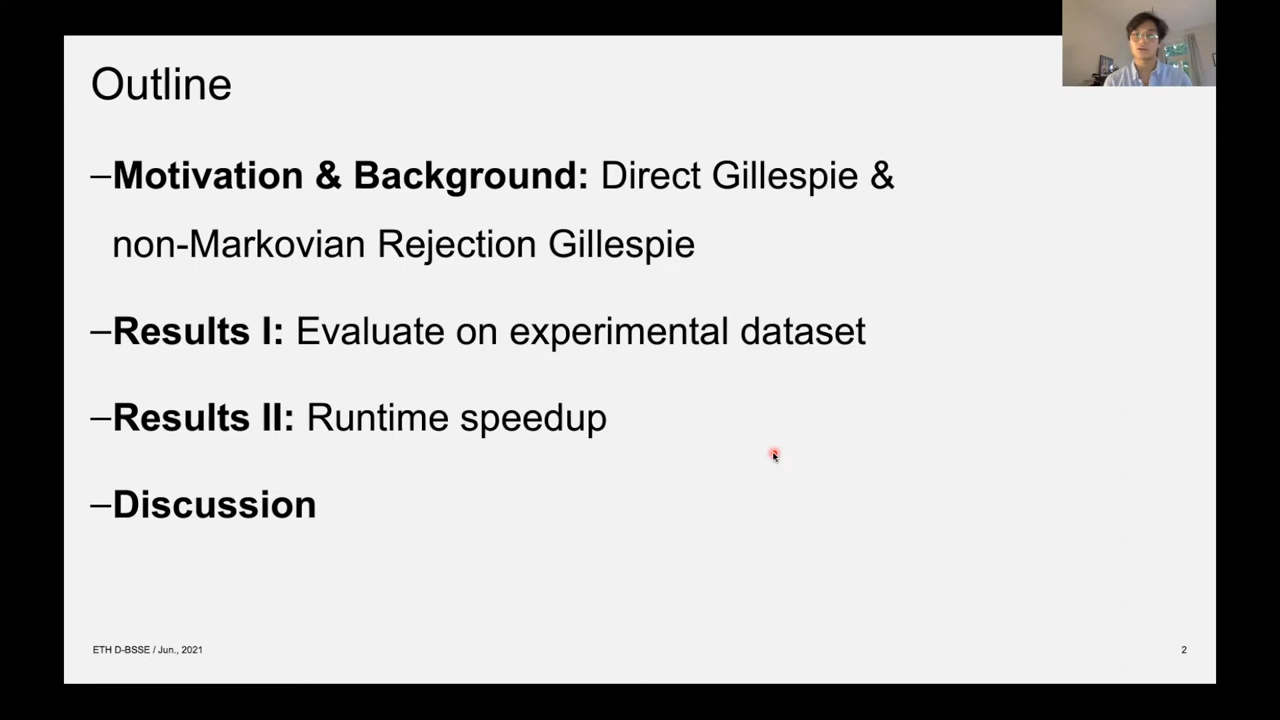 Outline
–Motivation & Background: Direct Gillespie &
non-Markovian Rejection Gillespie
–Results I: Evaluate on experimental dataset
–Results II: Runtime speedup
–Discussion
ETH D-BSSE / Jun., 2021
2